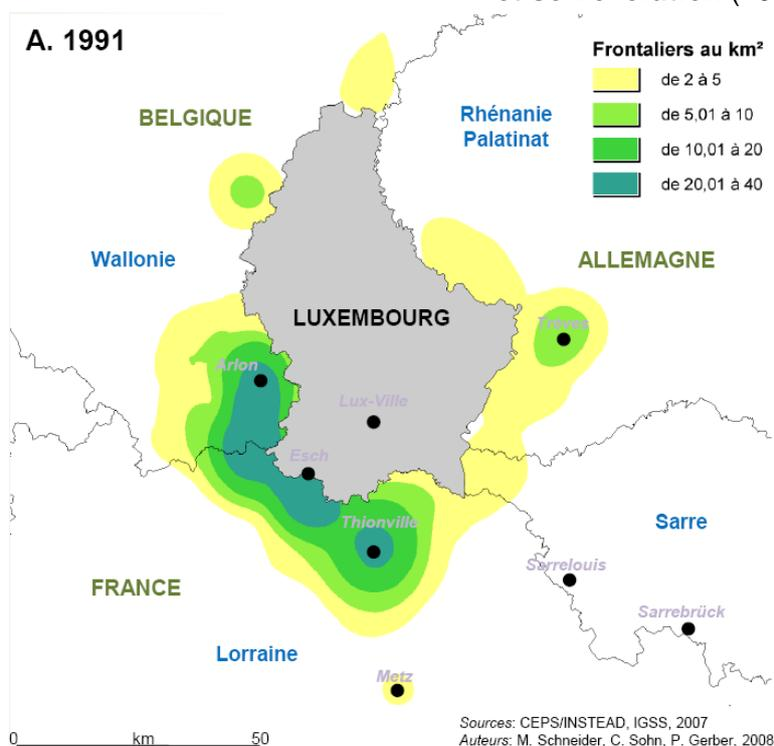 A. 1991
Frontaliers au km²
de 2 à 5
de 5,01 à 10
de 10,01 à 20
de 20,01 à 40
BELGIQUE
Rhénanie
Palatinat
Wallonie
ALLEMAGNE
LUXEMBOURG
Trèves
Arlon
Lux-Ville
Esch
Thionville
Sarre
Sarrelouis
FRANCE
Sarrebrück
Lorraine
Metz
0 km 50
Sources: CEPS/INSTEAD, IGSS, 2007
Auteurs: M. Schneider, C. Sohn, P. Gerber, 2008